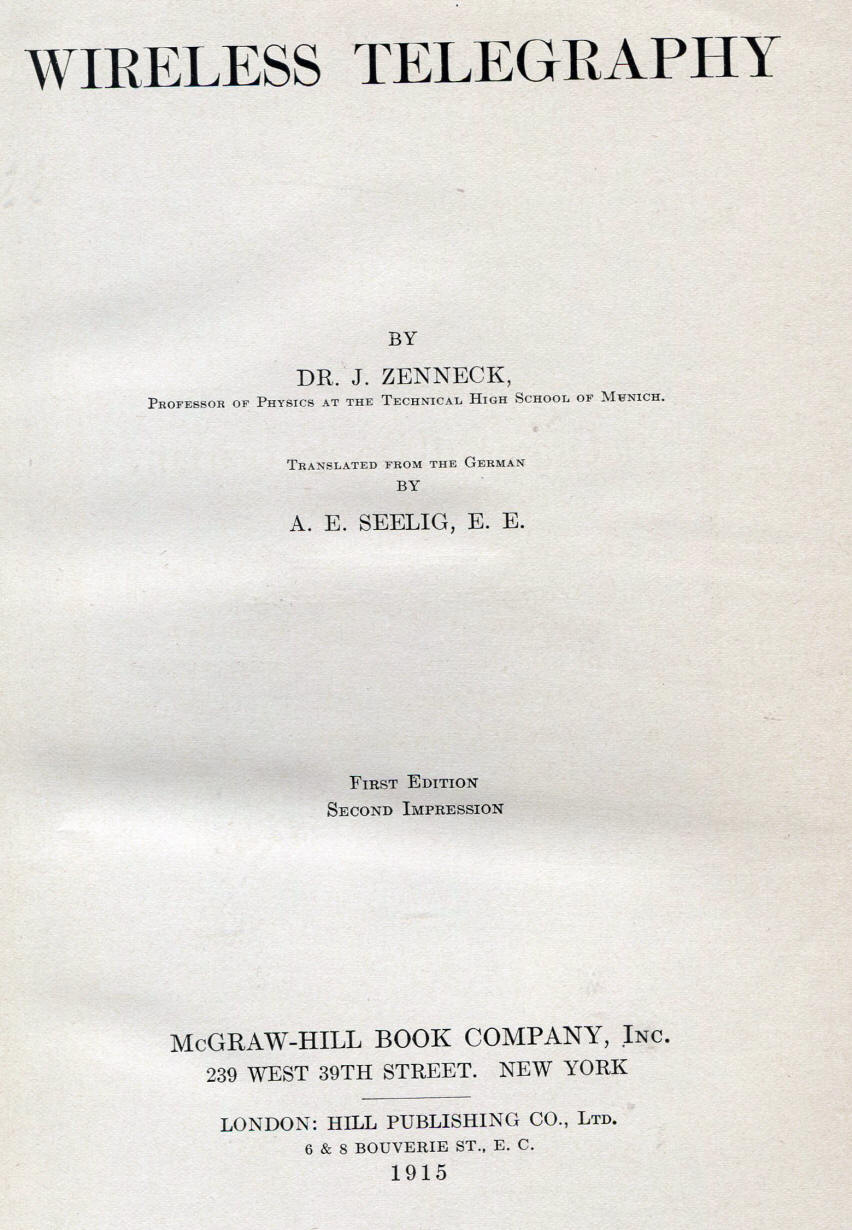 WIRELESS TELEGRAPHY
BY
DR. J. ZENNECK,
PROFESSOR OF PHYSICS AT THE TECHNICAL HIGH SCHOOL OF MUNICH.
TRANSLATED FROM THE GERMAN
BY
A. E. SEELIG, E. E.
FIRST EDITION
SECOND IMPRESSION
McGRAW-HILL BOOK COMPANY, INC.
239 WEST 39TH STREET. NEW YORK
LONDON: HILL PUBLISHING CO., LTD.
6 & 8 BOUVERIE ST., E. C.
1915